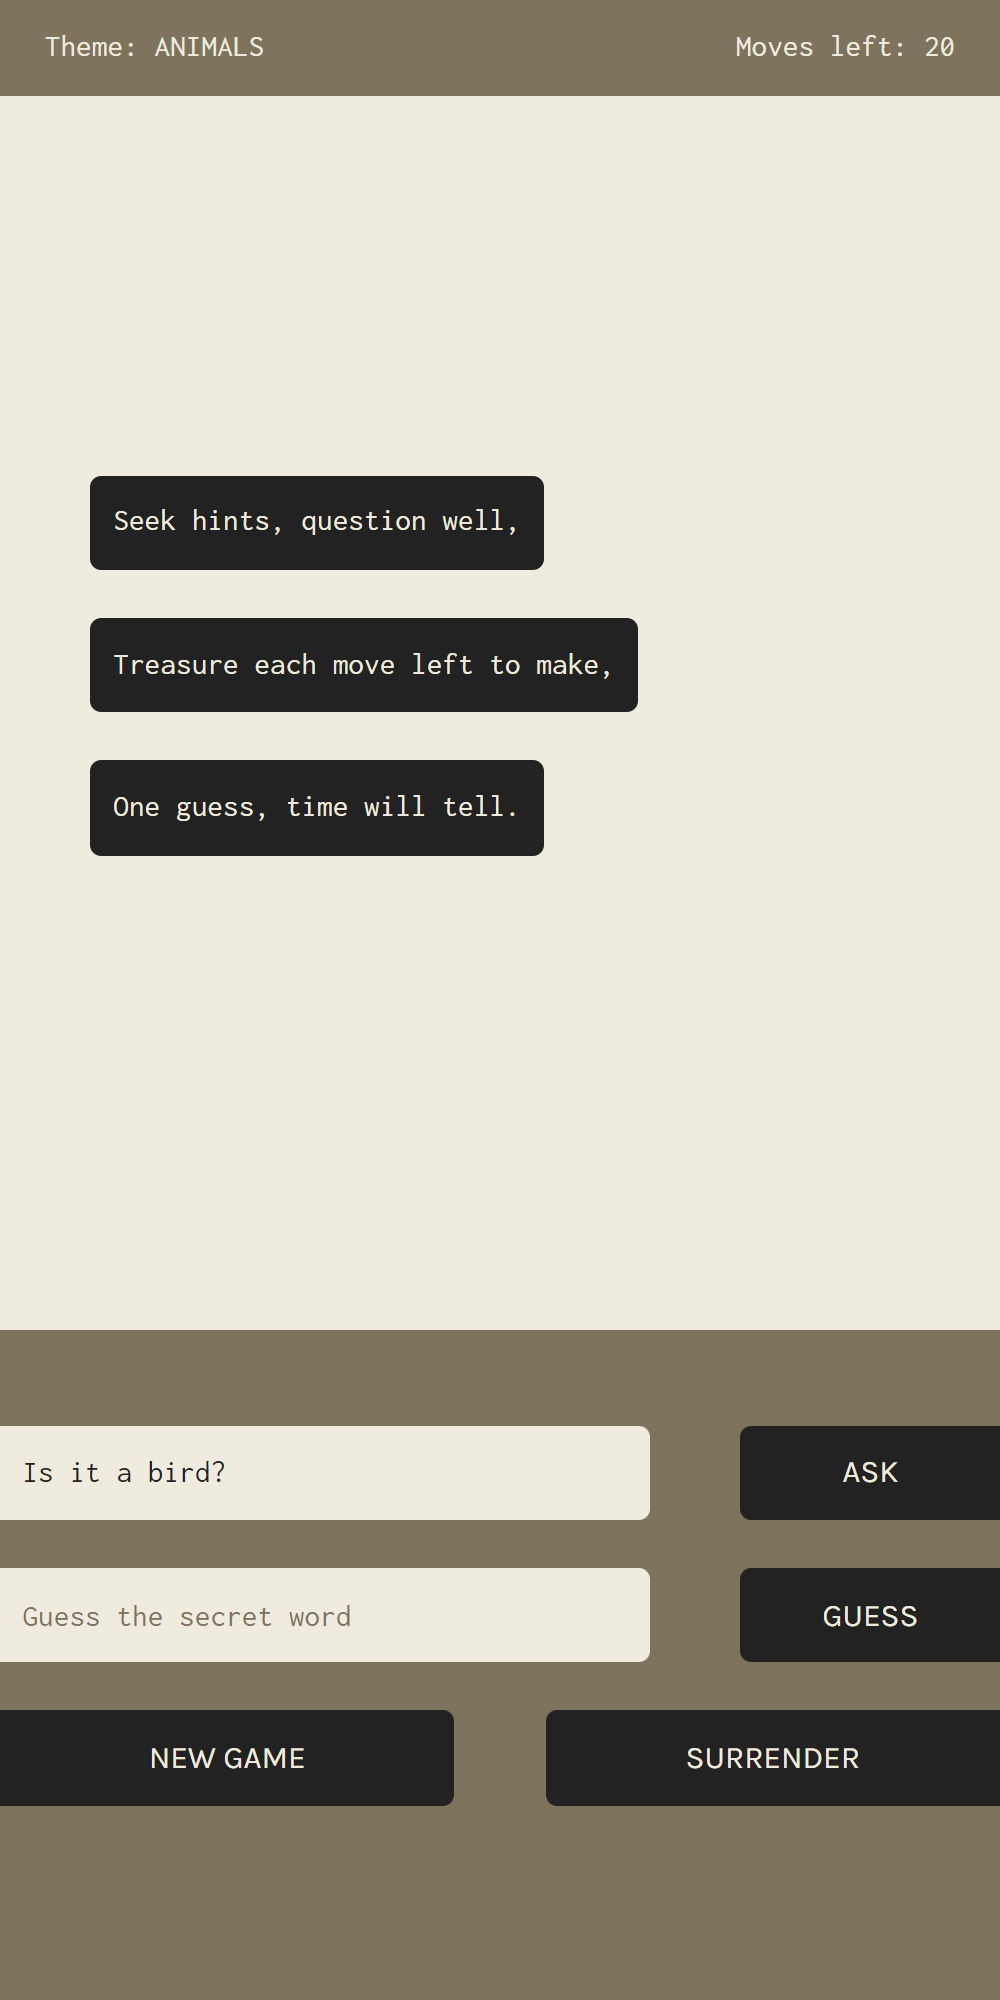 Theme: ANIMALS
Moves left: 20
Seek hints, question well,
Treasure each move left to make,
One guess, time will tell.
Is it a bird?
ASK
Guess the secret word
GUESS
NEW GAME
SURRENDER